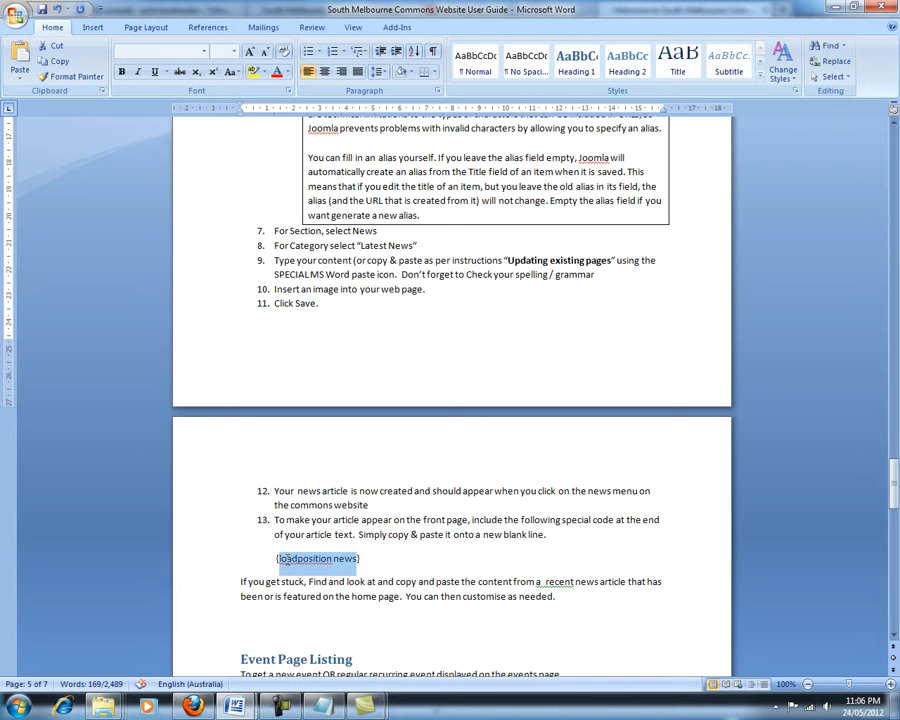 South Melbourne Commons Website User Guide - Microsoft Word
Home Insert Page Layout References Mailings Review View Add-Ins
Cut
Copy
Format Painter
Paste
Find
Replace
Select
AaBbCcDc AaBbCcDc AaBbC AaBbCc AaB AaBbCc.
¶ Normal ¶ No Spaci... Heading 1 Heading 2 Title Subtitle
Change Styles
Clipboard Font Paragraph Styles Editing
Joomla prevents problems with invalid characters by allowing you to specify an alias.
You can fill in an alias yourself. If you leave the alias field empty, Joomla will
automatically create an alias from the Title field of an item when it is saved. This
means that if you edit the title of an item, but you leave the old alias in its field, the
alias (and the URL that is created from it) will not change. Empty the alias field if you
want generate a new alias.
7. For Section, select News
8. For Category select “Latest News”
9. Type your content (or copy & paste as per instructions “Updating existing pages” using the
SPECIAL MS Word paste icon. Don’t forget to Check your spelling / grammar
10. Insert an image into your web page.
11. Click Save.
12. Your news article is now created and should appear when you click on the news menu on
the commons website
13. To make your article appear on the front page, include the following special code at the end
of your article text. Simply copy & paste it onto a new blank line.
{loadposition news}
If you get stuck, Find and look at and copy and paste the content from a recent news article that has
been or is featured on the home page. You can then customise as needed.
Event Page Listing
To get a new event OR regular recurring event displayed on the events page
Page: 5 of 7 Words: 169/2,489 English (Australia) 100%
11:06 PM
24/05/2012